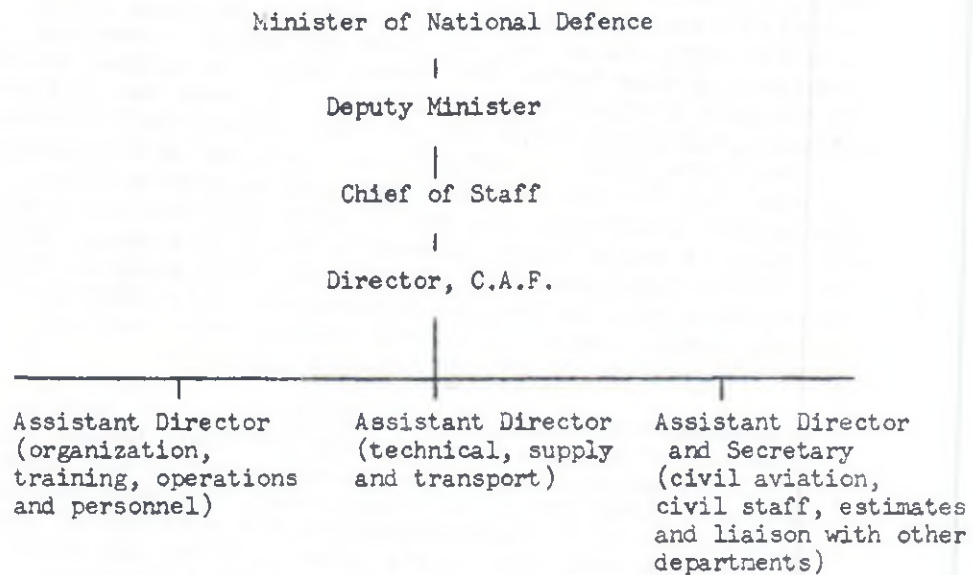 Minister of National Defence
Deputy Minister
Chief of Staff
Director, C.A.F.
Assistant Director
(organization,
training, operations
and personnel)
Assistant Director
(technical, supply
and transport)
Assistant Director
and Secretary
(civil aviation,
civil staff, estimates
and liaison with other
departments)